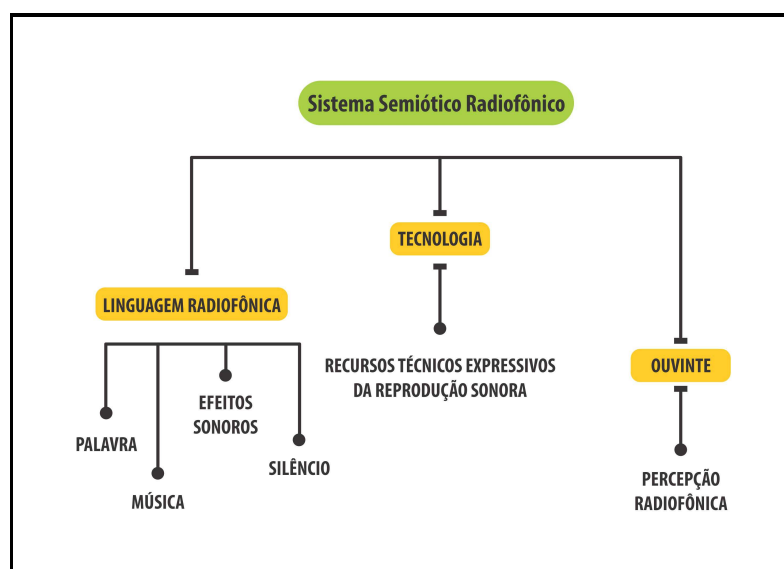 Sistema Semiótico Radiofônico
LINGUAGEM RADIOFÔNICA
PALAVRA
MÚSICA
EFEITOS
SONOROS
SILÊNCIO
TECNOLOGIA
RECURSOS TÉCNICOS EXPRESSIVOS
DA REPRODUÇÃO SONORA
OUVINTE
PERCEPÇÃO
RADIOFÔNICA